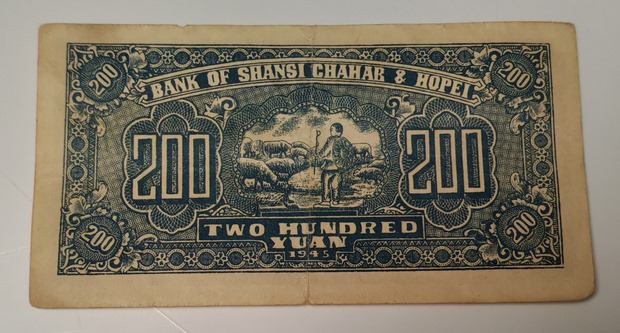 200 200
BANK OF SHANSI CHAHAR & HOPEI
200 200
TWO HUNDRED
YUAN
1945
200 200